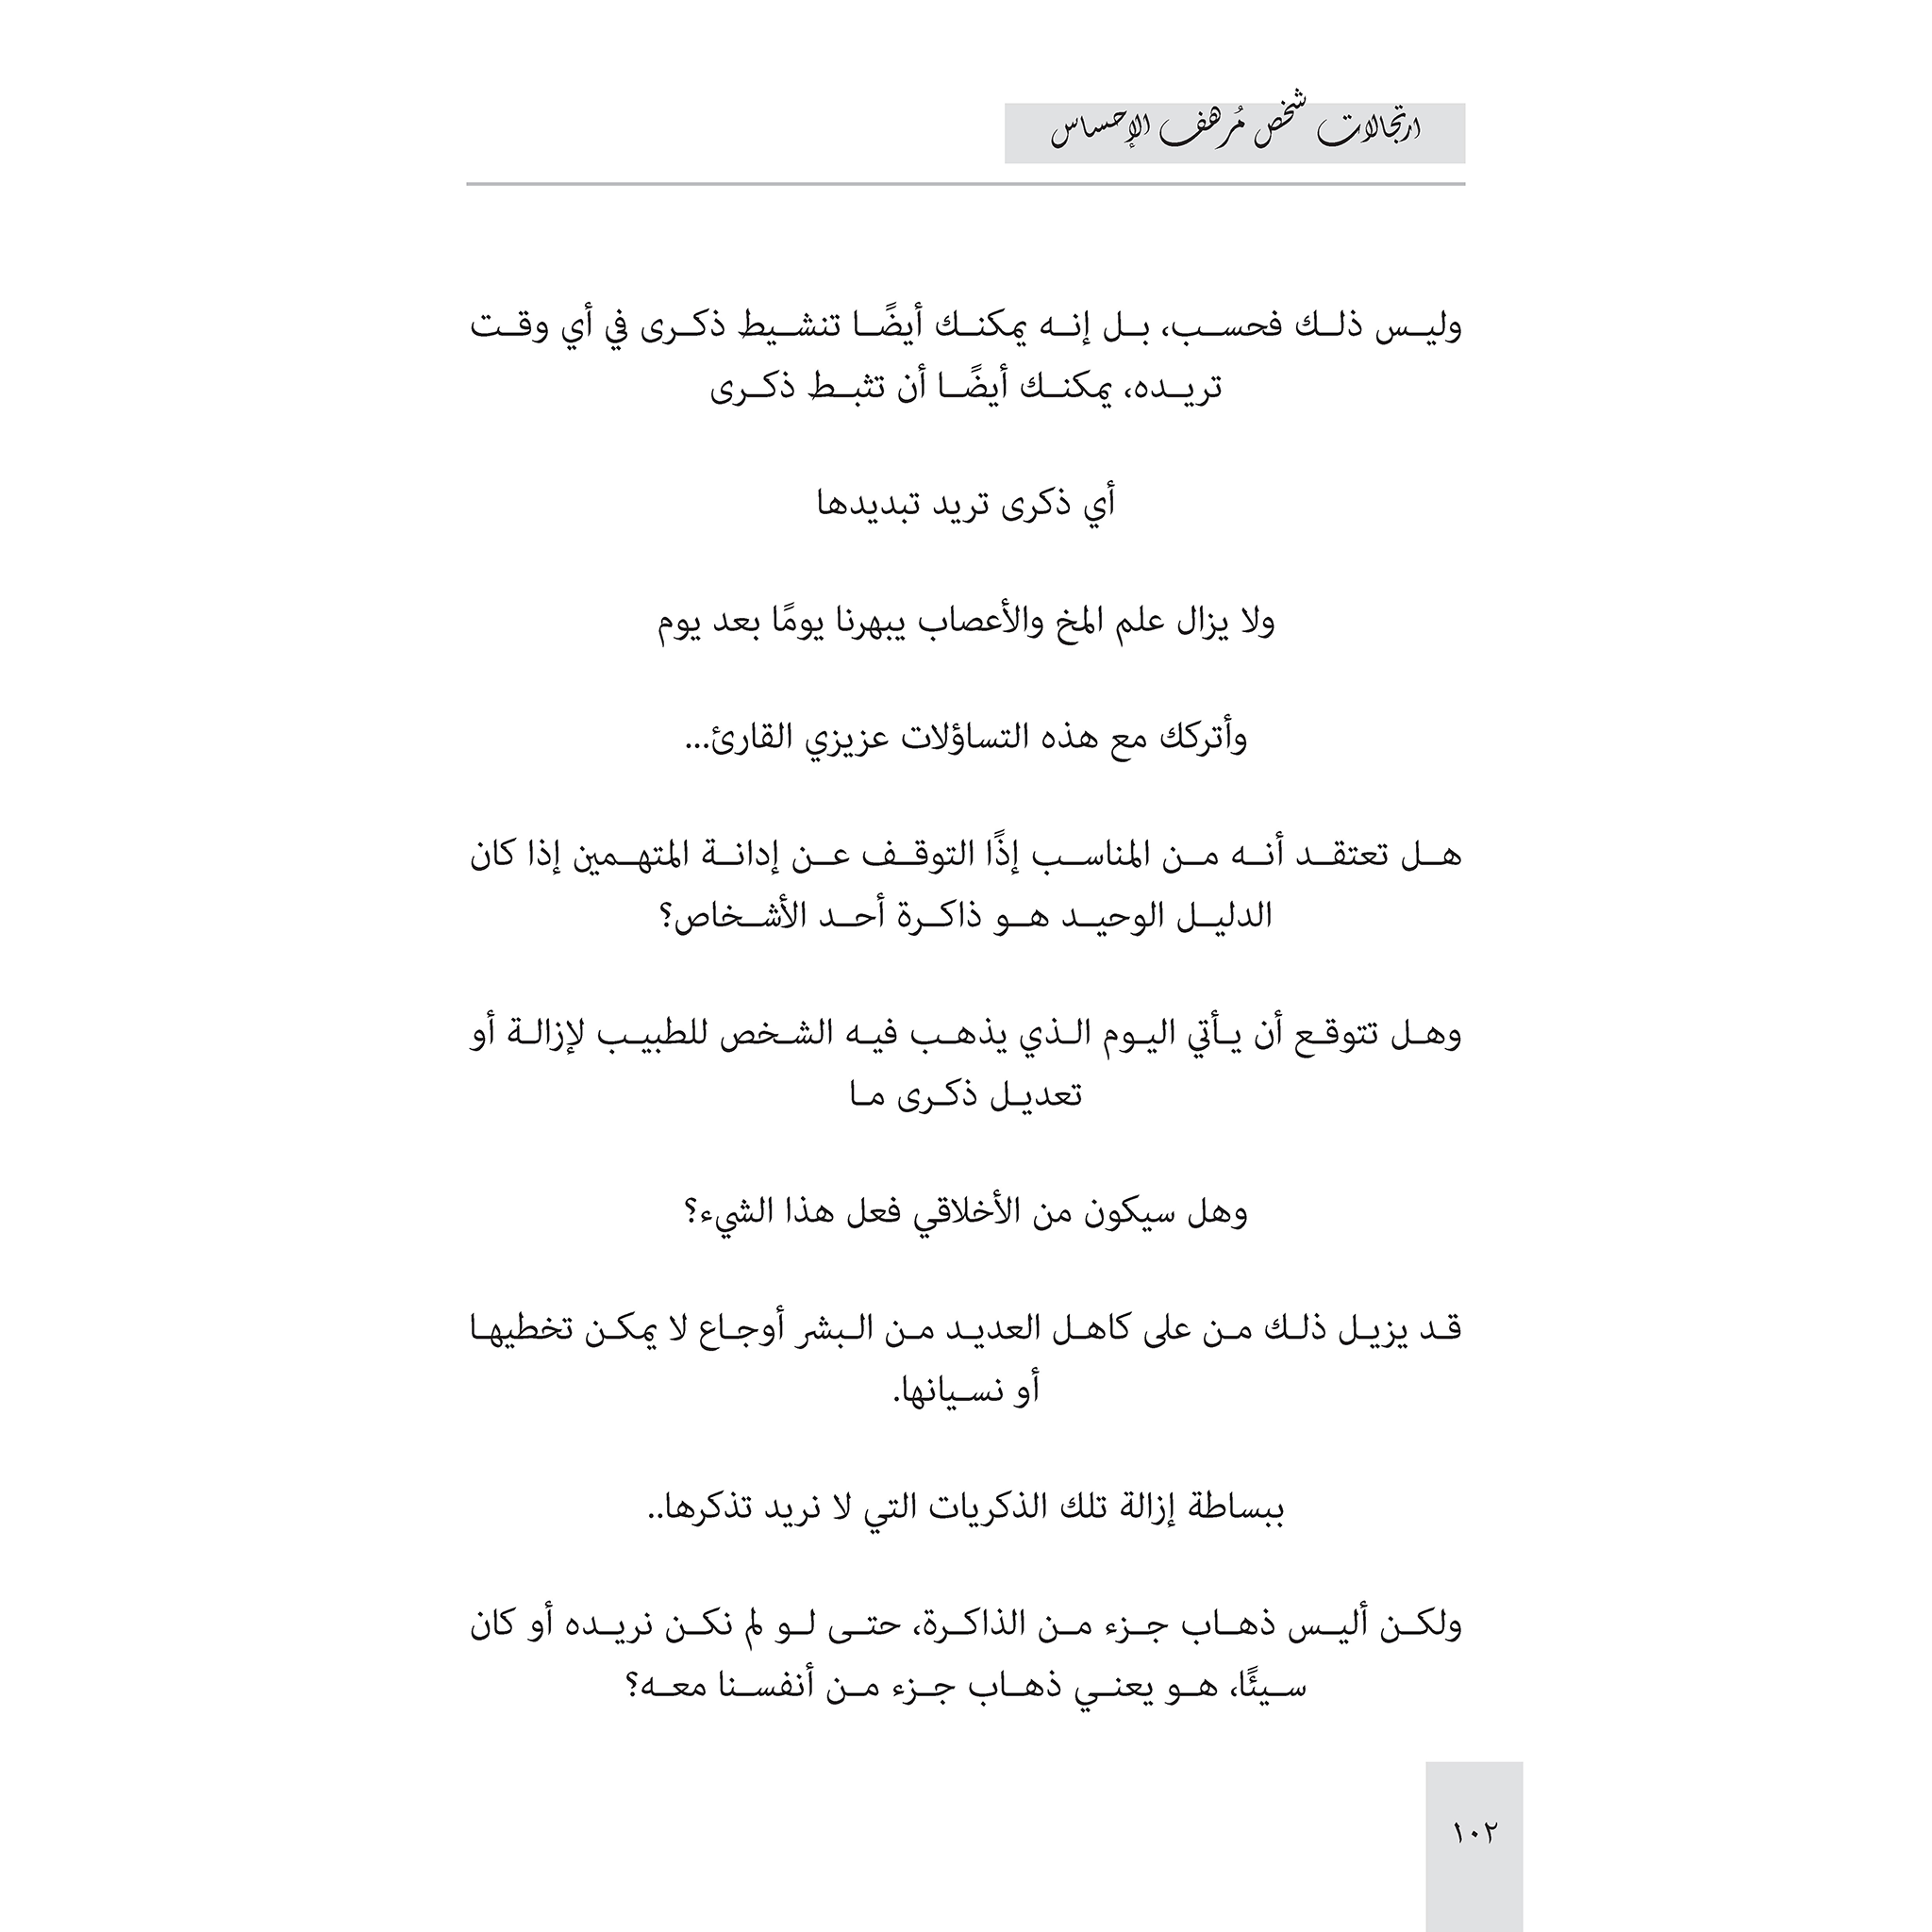 ارتجالات شخص مُرهف الإحساس
وليس ذلك فحسب، بل إنه يمكنك أيضًا تنشيط ذكرى في أي وقت
تريده، يمكنك أيضًا أن تثبط ذكرى
أي ذكرى تريد تبديدها
ولا يزال علم المخ والأعصاب يبهرنا يومًا بعد يوم
وأتركك مع هذه التساؤلات عزيزي القارئ...
هل تعتقد أنه من المناسب إذًا التوقف عن إدانة المتهمين إذا كان
الدليل الوحيد هو ذاكرة أحد الأشخاص؟
وهل تتوقع أن يأتي اليوم الذي يذهب فيه الشخص للطبيب لإزالة أو
تعديل ذكرى ما
وهل سيكون من الأخلاقي فعل هذا الشيء؟
قد يزيل ذلك من على كاهل العديد من البشر أوجاع لا يمكن تخطيها
أو نسيانها.
ببساطة إزالة تلك الذكريات التي لا نريد تذكرها..
ولكن أليس ذهاب جزء من الذاكرة، حتى لو لم نكن نريده أو كان
سيئًا، هو يعني ذهاب جزء من أنفسنا معه؟
١٠٢